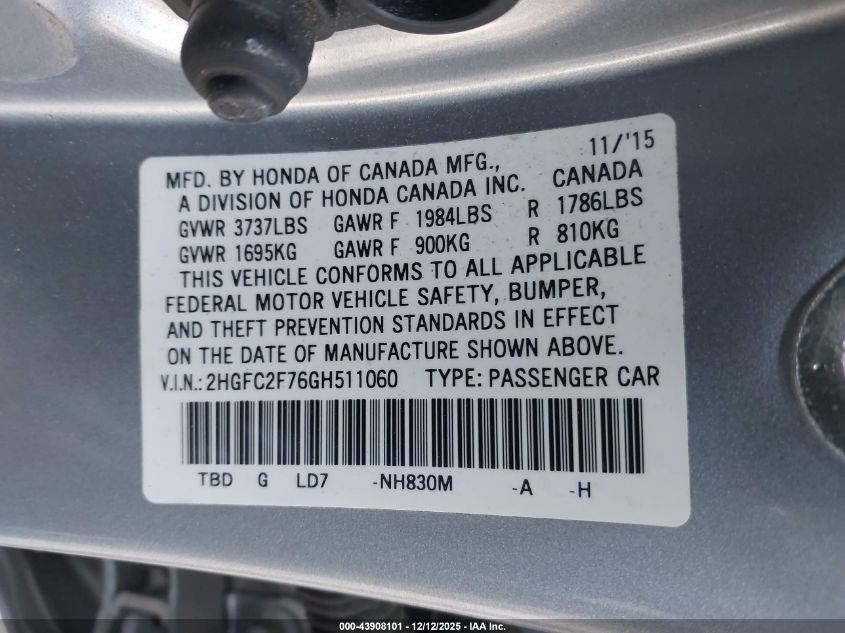 11/'15
MFD. BY HONDA OF CANADA MFG.,
A DIVISION OF HONDA CANADA INC. CANADA
GVWR 3737LBS GAWR F 1984LBS R 1786LBS
GVWR 1695KG GAWR F 900KG R 810KG
THIS VEHICLE CONFORMS TO ALL APPLICABLE
FEDERAL MOTOR VEHICLE SAFETY, BUMPER,
AND THEFT PREVENTION STANDARDS IN EFFECT
ON THE DATE OF MANUFACTURE SHOWN ABOVE.
V.I.N.: 2HGFC2F76GH511060 TYPE: PASSENGER CAR
TBD G LD7 -NH830M -A -H
000-43908101 - 12/12/2025 - IAA Inc.